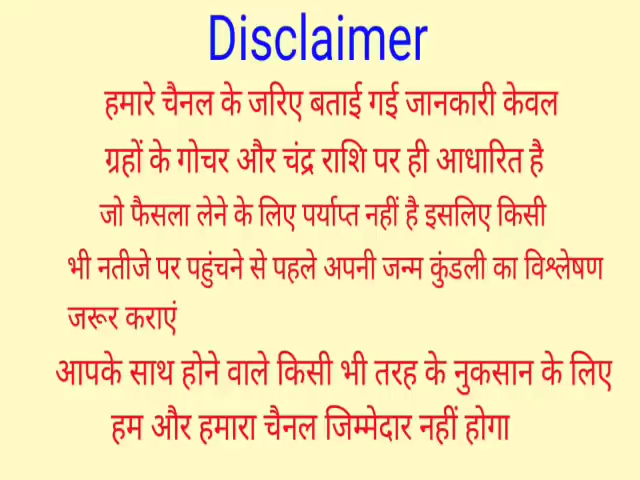 Disclaimer
हमारे चैनल के जरिए बताई गई जानकारी केवल
ग्रहों के गोचर और चंद्र राशि पर ही आधारित है
जो फैसला लेने के लिए पर्याप्त नहीं है इसलिए किसी
भी नतीजे पर पहुंचने से पहले अपनी जन्म कुंडली का विश्लेषण
जरूर कराएं
आपके साथ होने वाले किसी भी तरह के नुकसान के लिए
हम और हमारा चैनल जिम्मेदार नहीं होगा